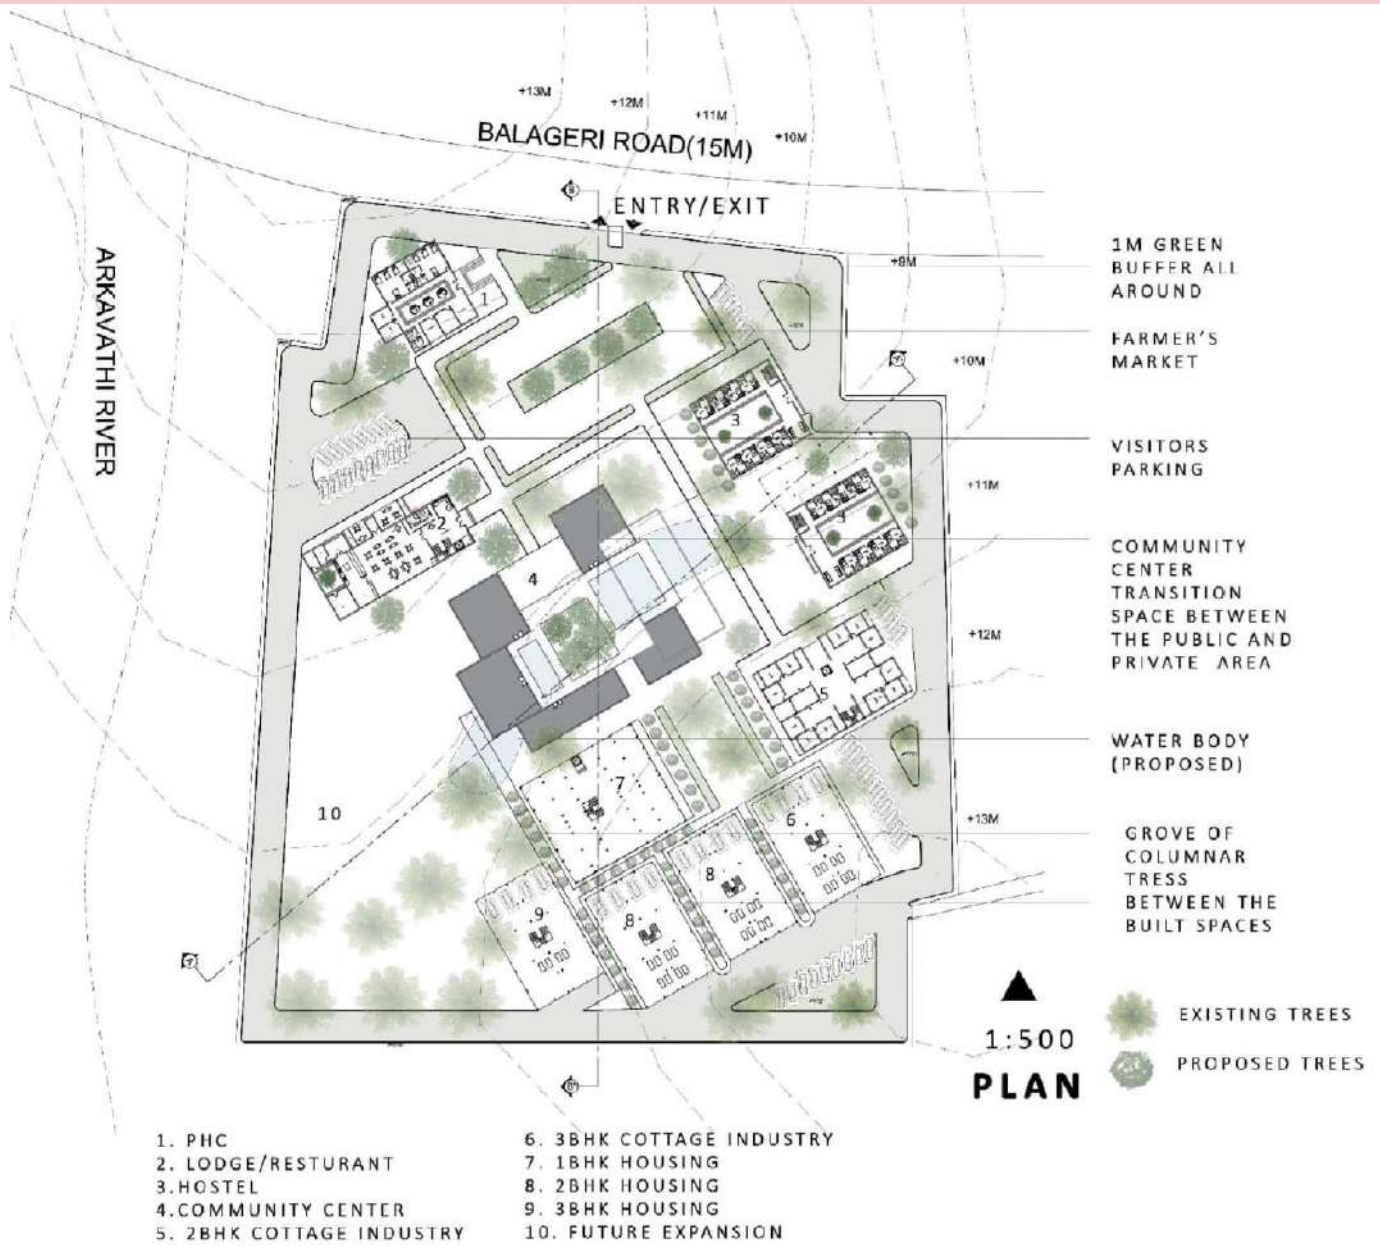 +13M
+12M
+11M
+10M
BALAGERI ROAD(15M)
B
ENTRY/EXIT
ARKAVATHI RIVER
+9M
+10M
+11M
+12M
+13M
1M GREEN
BUFFER ALL
AROUND
FARMER'S
MARKET
VISITORS
PARKING
COMMUNITY
CENTER
TRANSITION
SPACE BETWEEN
THE PUBLIC AND
PRIVATE AREA
WATER BODY
(PROPOSED)
GROVE OF
COLUMNAR
TRESS
BETWEEN THE
BUILT SPACES
1
2
3
3
4
5
6
7
8
8
9
10
B'
1:500
PLAN
EXISTING TREES
PROPOSED TREES
1. PHC
2. LODGE/RESTURANT
3.HOSTEL
4.COMMUNITY CENTER
5. 2BHK COTTAGE INDUSTRY
6. 3BHK COTTAGE INDUSTRY
7. 1BHK HOUSING
8. 2BHK HOUSING
9. 3BHK HOUSING
10. FUTURE EXPANSION